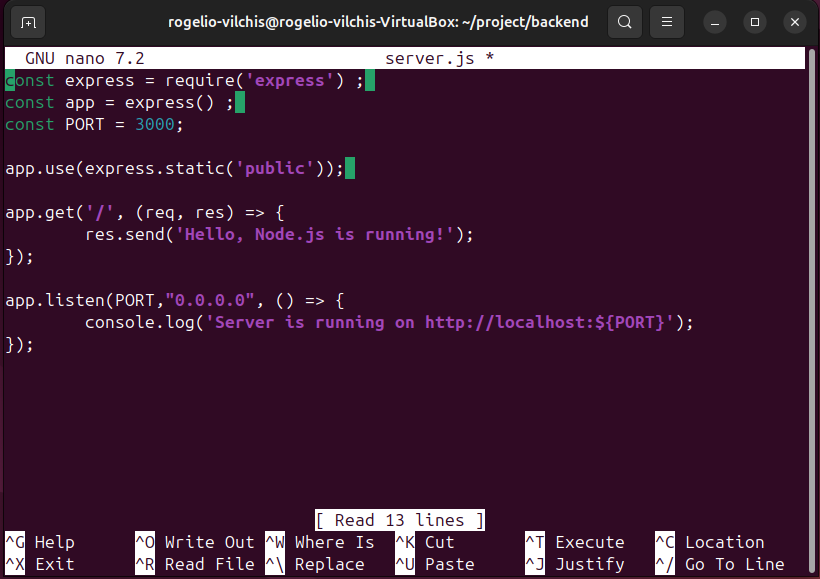 rogelio-vilchis@rogelio-vilchis-VirtualBox: ~/project/backend
GNU nano 7.2 server.js *
const express = require('express') ;
const app = express() ;
const PORT = 3000;
app.use(express.static('public'));
app.get('/', (req, res) => {
res.send('Hello, Node.js is running!');
});
app.listen(PORT,"0.0.0.0", () => {
console.log('Server is running on http://localhost:${PORT}');
});
[ Read 13 lines ]
^G Help ^O Write Out ^W Where Is ^K Cut ^T Execute ^C Location
^X Exit ^R Read File ^\ Replace ^U Paste ^J Justify ^/ Go To Line